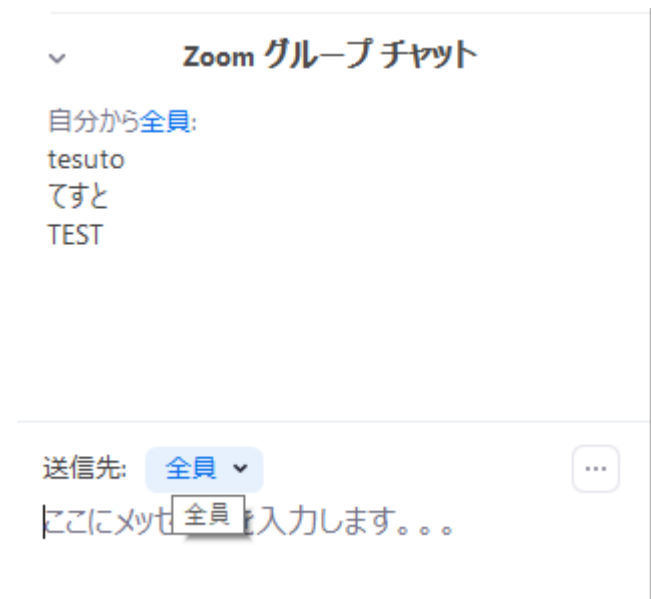 Zoom グループ チャット
自分から全員:
tesuto
てすと
TEST
送信先: 全員
全員
ここにメッセ を入力します。。。